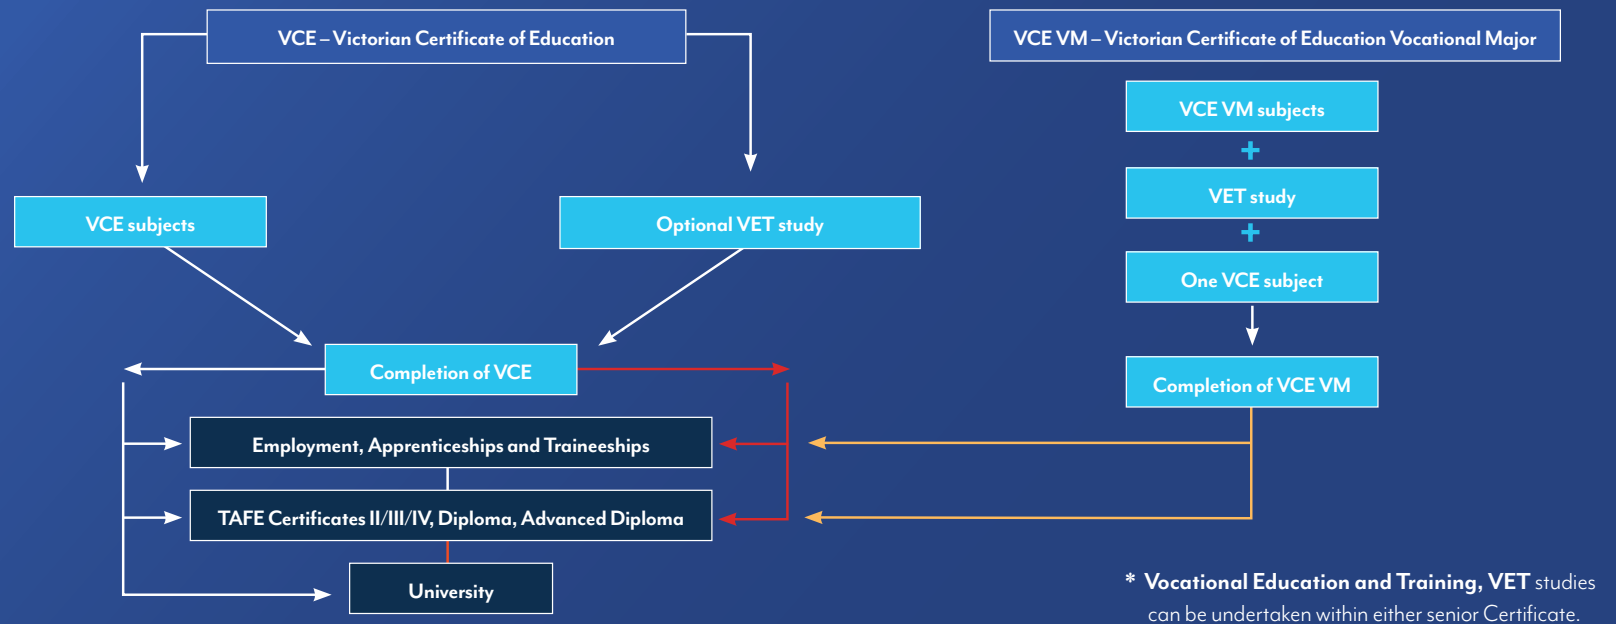 VCE – Victorian Certificate of Education
VCE VM – Victorian Certificate of Education Vocational Major
VCE VM subjects
+
VET study
+
One VCE subject
VCE subjects
Optional VET study
Completion of VCE
Completion of VCE VM
Employment, Apprenticeships and Traineeships
TAFE Certificates II/III/IV, Diploma, Advanced Diploma
University
* Vocational Education and Training, VET studies
can be undertaken within either senior Certificate.